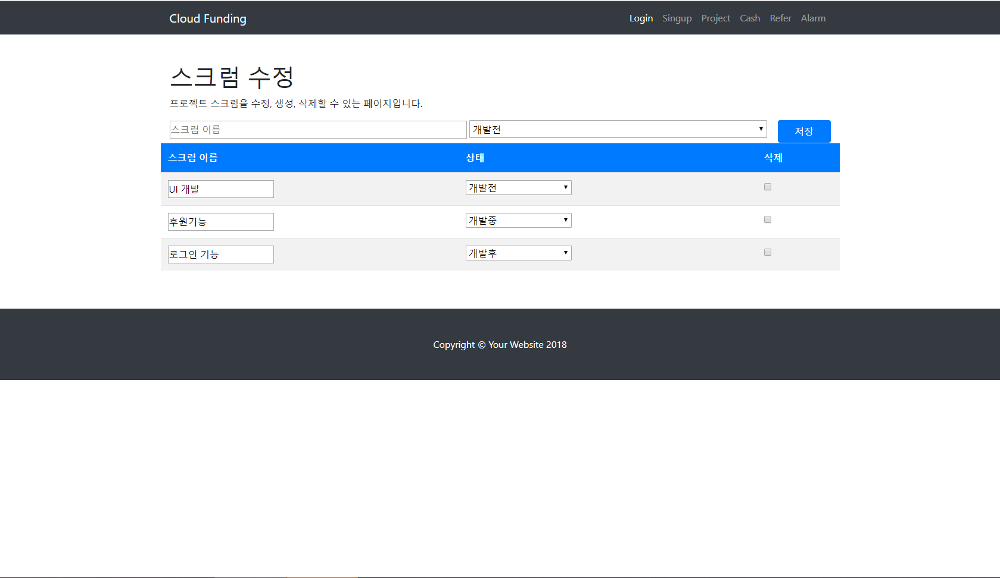 Cloud Funding Login Singup Project Cash Refer Alarm
스크럼 수정
프로젝트 스크럼을 수정, 생성, 삭제할 수 있는 페이지입니다.
스크럼 이름 개발전 저장
스크럼 이름 상태 삭제
UI 개발 개발전
후원기능 개발중
로그인 기능 개발후
Copyright © Your Website 2018